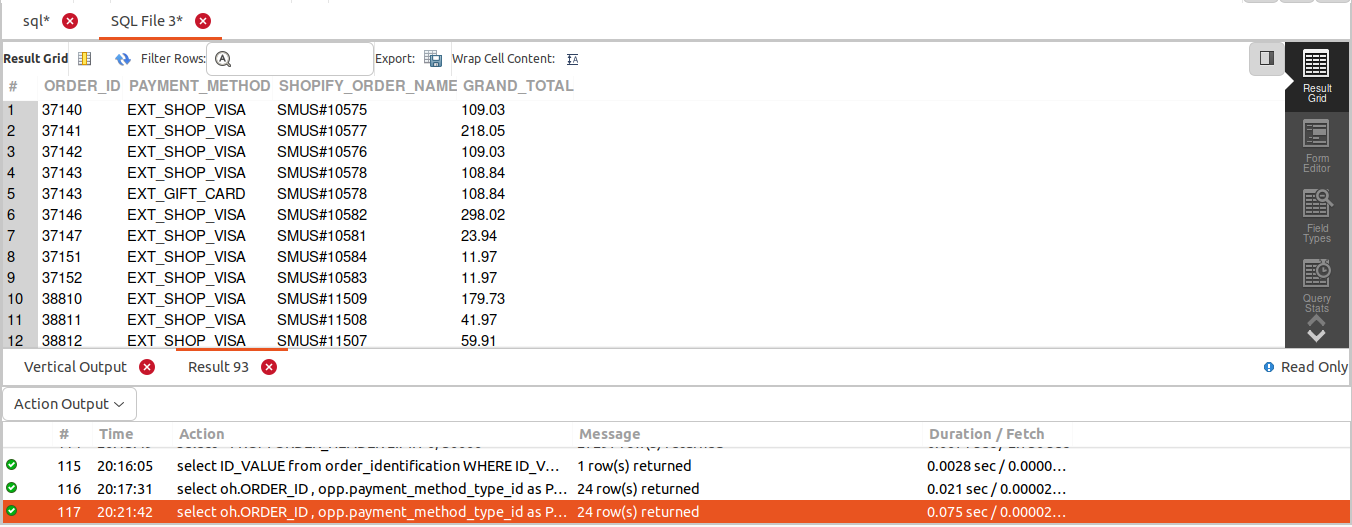 sql*
SQL File 3*
Result Grid Filter Rows: Export: Wrap Cell Content:
# ORDER_ID PAYMENT_METHOD SHOPIFY_ORDER_NAME GRAND_TOTAL
1 37140 EXT_SHOP_VISA SMUS#10575 109.03
2 37141 EXT_SHOP_VISA SMUS#10577 218.05
3 37142 EXT_SHOP_VISA SMUS#10576 109.03
4 37143 EXT_SHOP_VISA SMUS#10578 108.84
5 37143 EXT_GIFT_CARD SMUS#10578 108.84
6 37146 EXT_SHOP_VISA SMUS#10582 298.02
7 37147 EXT_SHOP_VISA SMUS#10581 23.94
8 37151 EXT_SHOP_VISA SMUS#10584 11.97
9 37152 EXT_SHOP_VISA SMUS#10583 11.97
10 38810 EXT_SHOP_VISA SMUS#11509 179.73
11 38811 EXT_SHOP_VISA SMUS#11508 41.97
12 38812 EXT_SHOP_VISA SMUS#11507 59.91
Result
Grid
Form
Editor
Field
Types
Query
Stats
Vertical Output
Result 93
Read Only
Action Output
# Time Action Message Duration / Fetch
115 20:16:05 select ID_VALUE from order_identification WHERE ID_V... 1 row(s) returned 0.0028 sec / 0.0000...
116 20:17:31 select oh.ORDER_ID , opp.payment_method_type_id as P... 24 row(s) returned 0.021 sec / 0.00002...
117 20:21:42 select oh.ORDER_ID , opp.payment_method_type_id as P... 24 row(s) returned 0.075 sec / 0.00002...